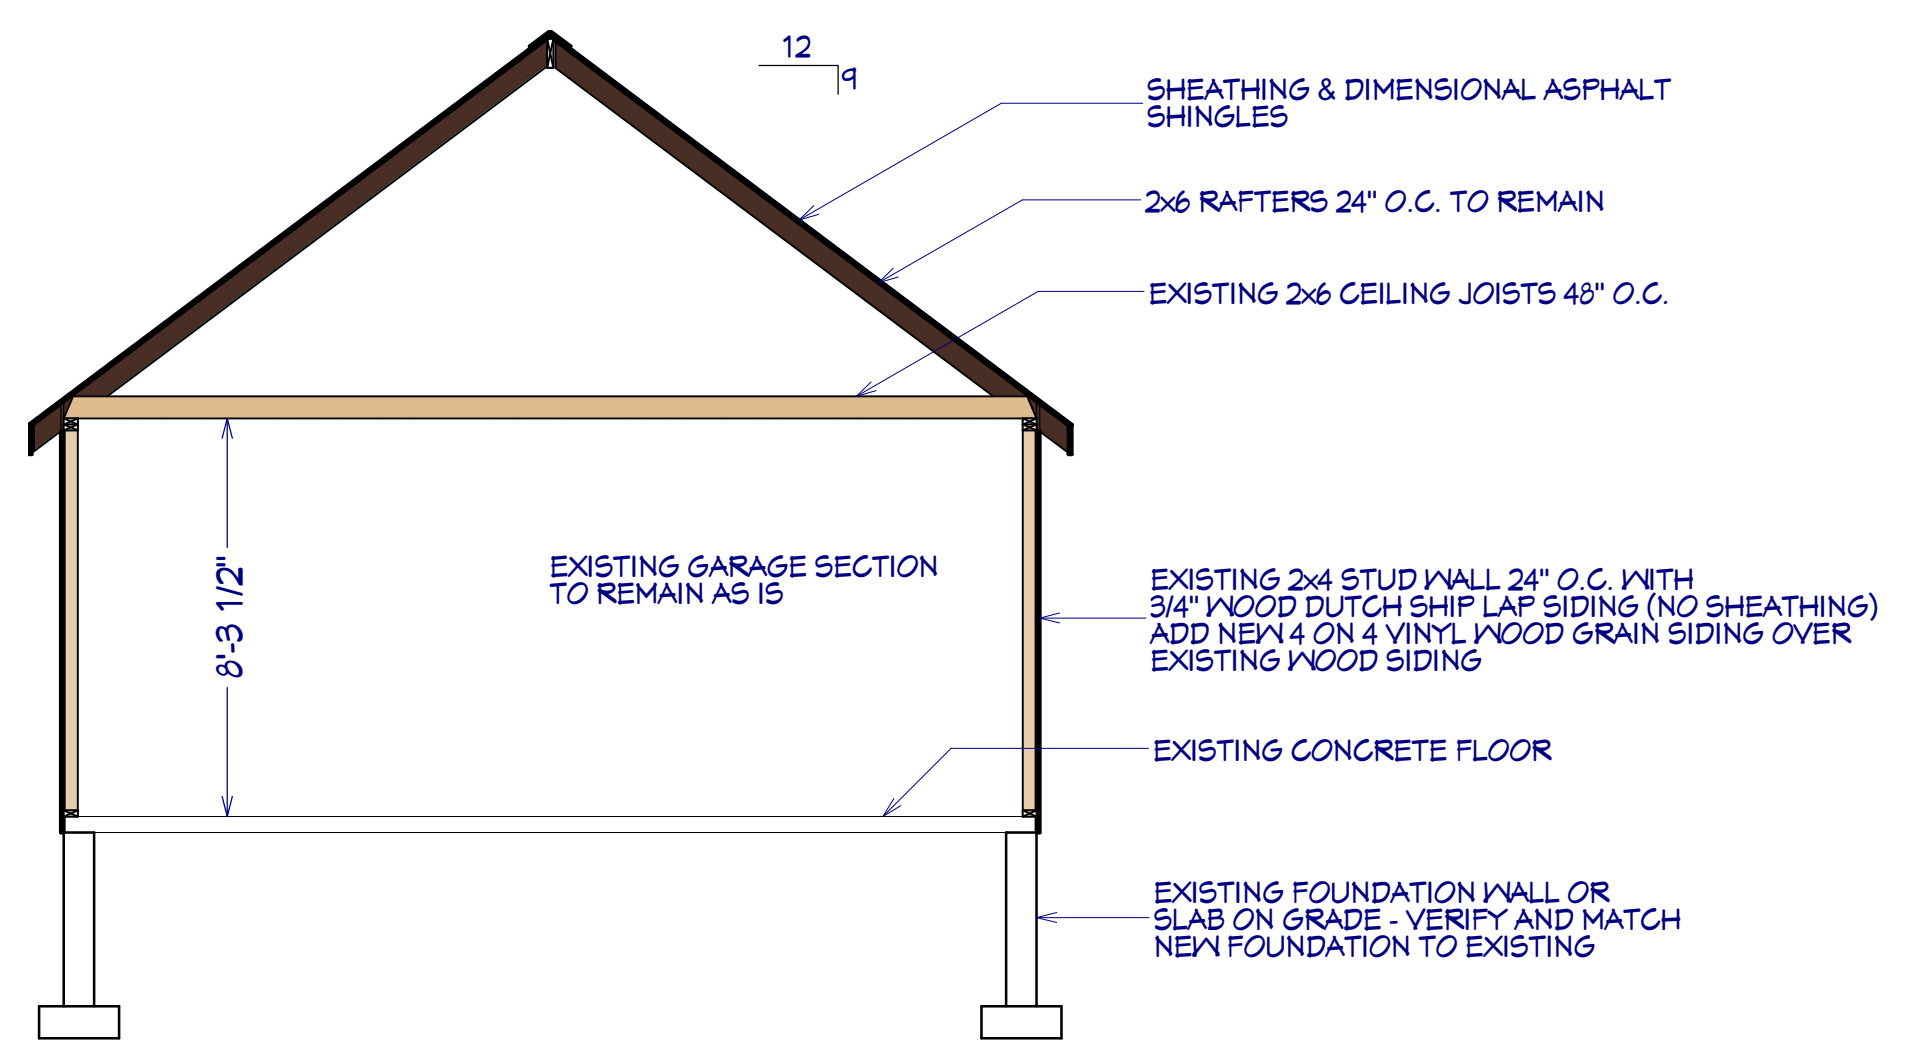 12
9
SHEATHING & DIMENSIONAL ASPHALT
SHINGLES
2x6 RAFTERS 24" O.C. TO REMAIN
EXISTING 2x6 CEILING JOISTS 48" O.C.
8'-3 1/2"
EXISTING GARAGE SECTION
TO REMAIN AS IS
EXISTING 2x4 STUD WALL 24" O.C. WITH
3/4" WOOD DUTCH SHIP LAP SIDING (NO SHEATHING)
ADD NEW 4 ON 4 VINYL WOOD GRAIN SIDING OVER
EXISTING WOOD SIDING
EXISTING CONCRETE FLOOR
EXISTING FOUNDATION WALL OR
SLAB ON GRADE - VERIFY AND MATCH
NEW FOUNDATION TO EXISTING